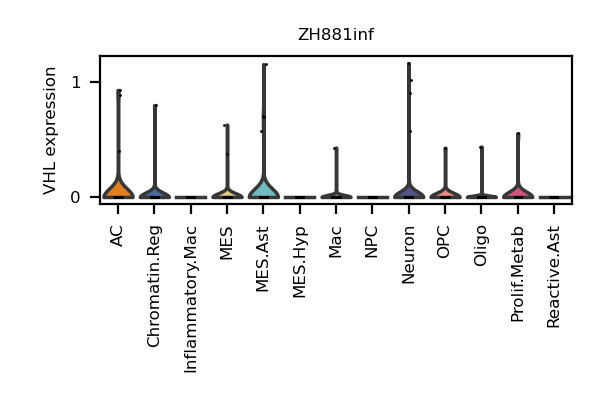 ZH881inf
VHL expression
1
0
AC
Chromatin.Reg
Inflammatory.Mac
MES
MES.Ast
MES.Hyp
Mac
NPC
Neuron
OPC
Oligo
Prolif.Metab
Reactive.Ast